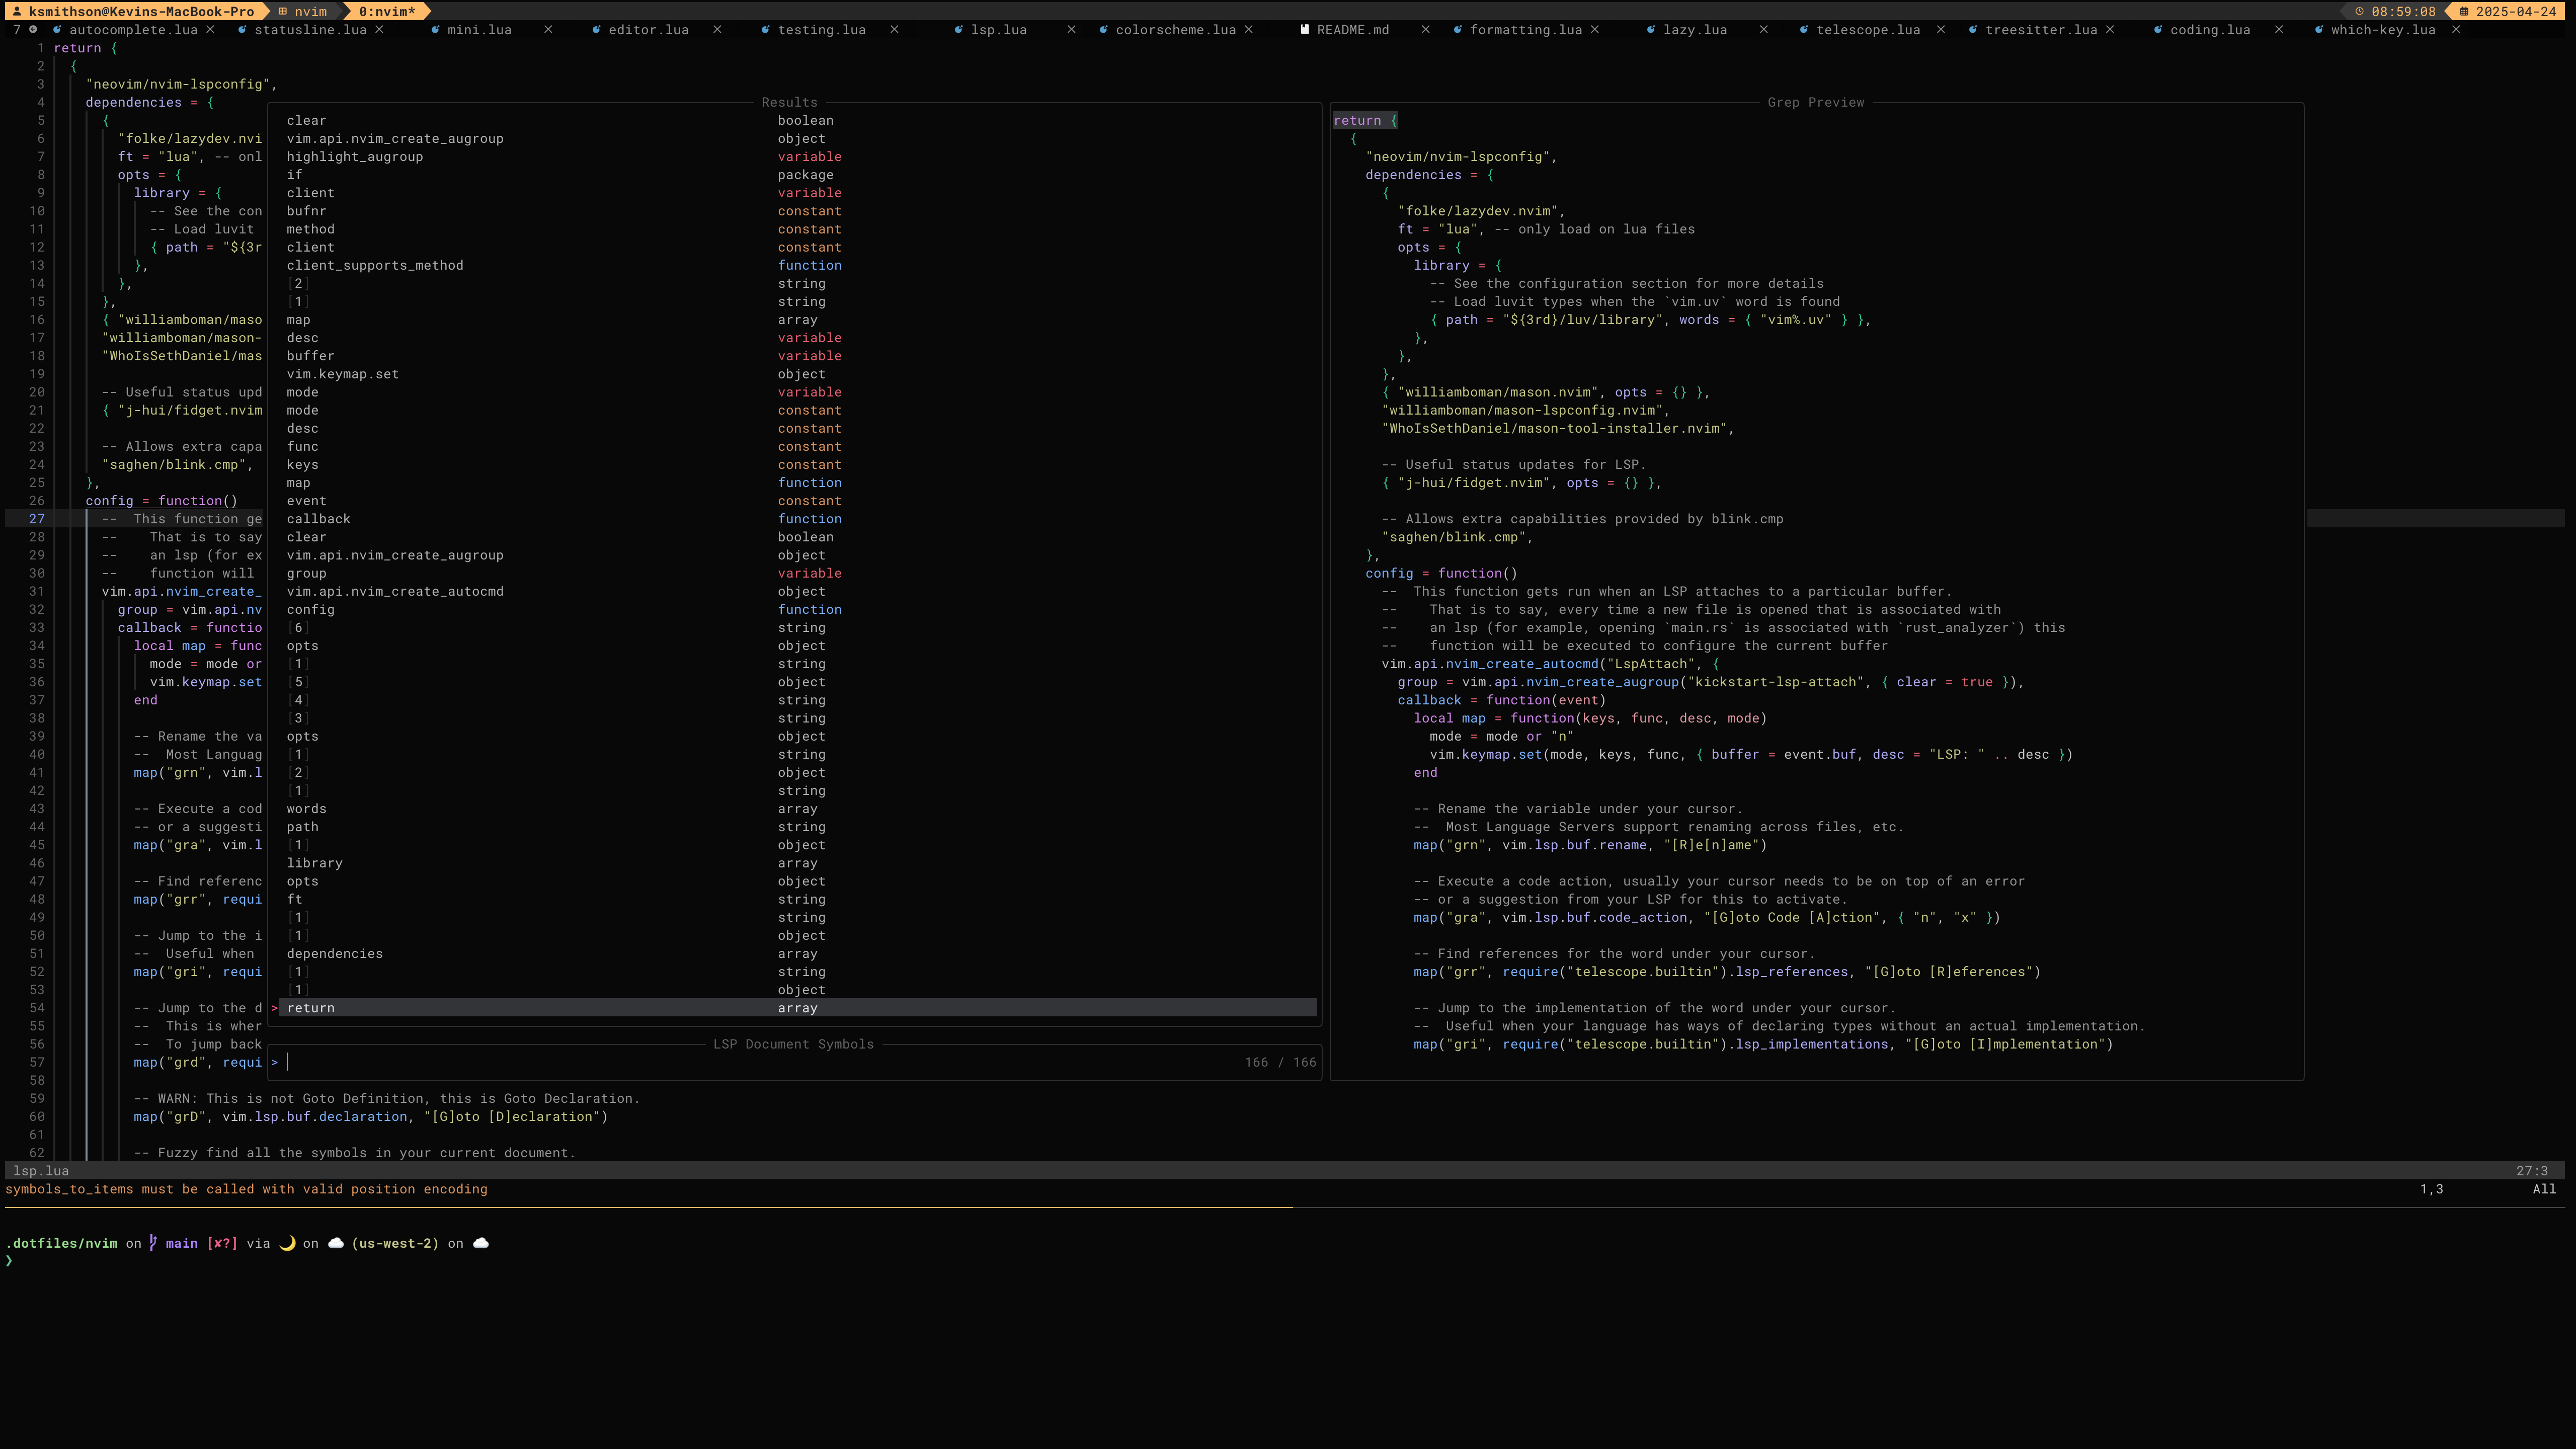 ksmithson@Kevins-MacBook-Pro nvim 0:nvim* 08:59:08 2025-04-24
7 autocomplete.lua × statusline.lua × mini.lua × editor.lua × testing.lua × lsp.lua × colorscheme.lua × README.md × formatting.lua × lazy.lua × telescope.lua × treesitter.lua × coding.lua × which-key.lua ×
1 return {
2 {
3 "neovim/nvim-lspconfig",
4 dependencies = {
5 {
6 "folke/lazydev.nvi
7 ft = "lua", -- onl
8 opts = {
9 library = {
10 -- See the con
11 -- Load luvit
12 { path = "${3r
13 },
14 },
15 },
16 { "williamboman/maso
17 "williamboman/mason-
18 "WhoIsSethDaniel/mas
19
20 -- Useful status upd
21 { "j-hui/fidget.nvim
22
23 -- Allows extra capa
24 "saghen/blink.cmp",
25 },
26 config = function()
27 -- This function ge
28 -- That is to say
29 -- an lsp (for ex
30 -- function will
31 vim.api.nvim_create_
32 group = vim.api.nv
33 callback = functio
34 local map = func
35 mode = mode or
36 vim.keymap.set
37 end
38
39 -- Rename the va
40 -- Most Languag
41 map("grn", vim.l
42
43 -- Execute a cod
44 -- or a suggesti
45 map("gra", vim.l
46
47 -- Find referenc
48 map("grr", requi
49
50 -- Jump to the i
51 -- Useful when
52 map("gri", requi
53
54 -- Jump to the d
55 -- This is wher
56 -- To jump back
57 map("grd", requi
58
59 -- WARN: This is not Goto Definition, this is Goto Declaration.
60 map("grD", vim.lsp.buf.declaration, "[G]oto [D]eclaration")
61
62 -- Fuzzy find all the symbols in your current document.
Results
clear boolean
vim.api.nvim_create_augroup object
highlight_augroup variable
if package
client variable
bufnr constant
method constant
client constant
client_supports_method function
[2] string
[1] string
map array
desc variable
buffer variable
vim.keymap.set object
mode variable
mode constant
desc constant
func constant
keys constant
map function
event constant
callback function
clear boolean
vim.api.nvim_create_augroup object
group variable
vim.api.nvim_create_autocmd object
config function
[6] string
opts object
[1] string
[5] object
[4] string
[3] string
opts object
[1] string
[2] object
[1] string
words array
path string
[1] object
library array
opts object
ft string
[1] string
[1] object
dependencies array
[1] string
[1] object
> return array
LSP Document Symbols
> 166 / 166
Grep Preview
return {
{
"neovim/nvim-lspconfig",
dependencies = {
{
"folke/lazydev.nvim",
ft = "lua", -- only load on lua files
opts = {
library = {
-- See the configuration section for more details
-- Load luvit types when the `vim.uv` word is found
{ path = "${3rd}/luv/library", words = { "vim%.uv" } },
},
},
},
{ "williamboman/mason.nvim", opts = {} },
"williamboman/mason-lspconfig.nvim",
"WhoIsSethDaniel/mason-tool-installer.nvim",
-- Useful status updates for LSP.
{ "j-hui/fidget.nvim", opts = {} },
-- Allows extra capabilities provided by blink.cmp
"saghen/blink.cmp",
},
config = function()
-- This function gets run when an LSP attaches to a particular buffer.
-- That is to say, every time a new file is opened that is associated with
-- an lsp (for example, opening `main.rs` is associated with `rust_analyzer`) this
-- function will be executed to configure the current buffer
vim.api.nvim_create_autocmd("LspAttach", {
group = vim.api.nvim_create_augroup("kickstart-lsp-attach", { clear = true }),
callback = function(event)
local map = function(keys, func, desc, mode)
mode = mode or "n"
vim.keymap.set(mode, keys, func, { buffer = event.buf, desc = "LSP: " .. desc })
end
-- Rename the variable under your cursor.
-- Most Language Servers support renaming across files, etc.
map("grn", vim.lsp.buf.rename, "[R]e[n]ame")
-- Execute a code action, usually your cursor needs to be on top of an error
-- or a suggestion from your LSP for this to activate.
map("gra", vim.lsp.buf.code_action, "[G]oto Code [A]ction", { "n", "x" })
-- Find references for the word under your cursor.
map("grr", require("telescope.builtin").lsp_references, "[G]oto [R]eferences")
-- Jump to the implementation of the word under your cursor.
-- Useful when your language has ways of declaring types without an actual implementation.
map("gri", require("telescope.builtin").lsp_implementations, "[G]oto [I]mplementation")
lsp.lua 27:3
symbols_to_items must be called with valid position encoding 1,3 All
.dotfiles/nvim on main [✘?] via 🌙 on ☁️ (us-west-2) on ☁️
❯